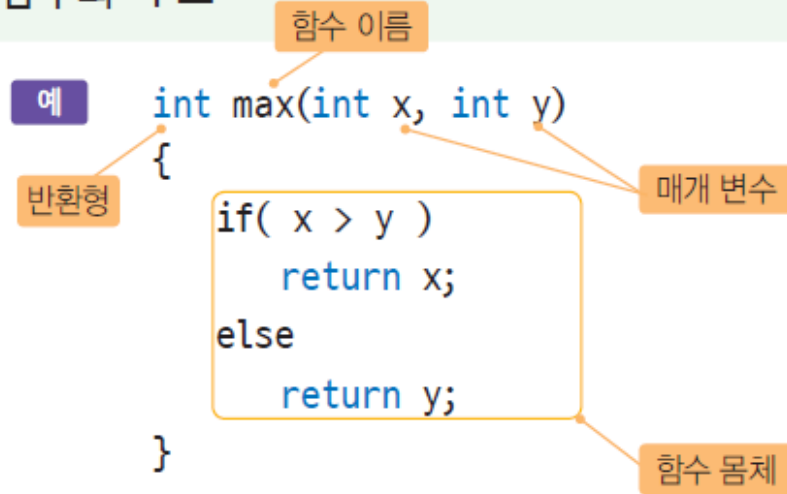 함수 이름
예
int max(int x, int y)
{
반환형
매개 변수
if( x > y )
return x;
else
return y;
}
함수 몸체